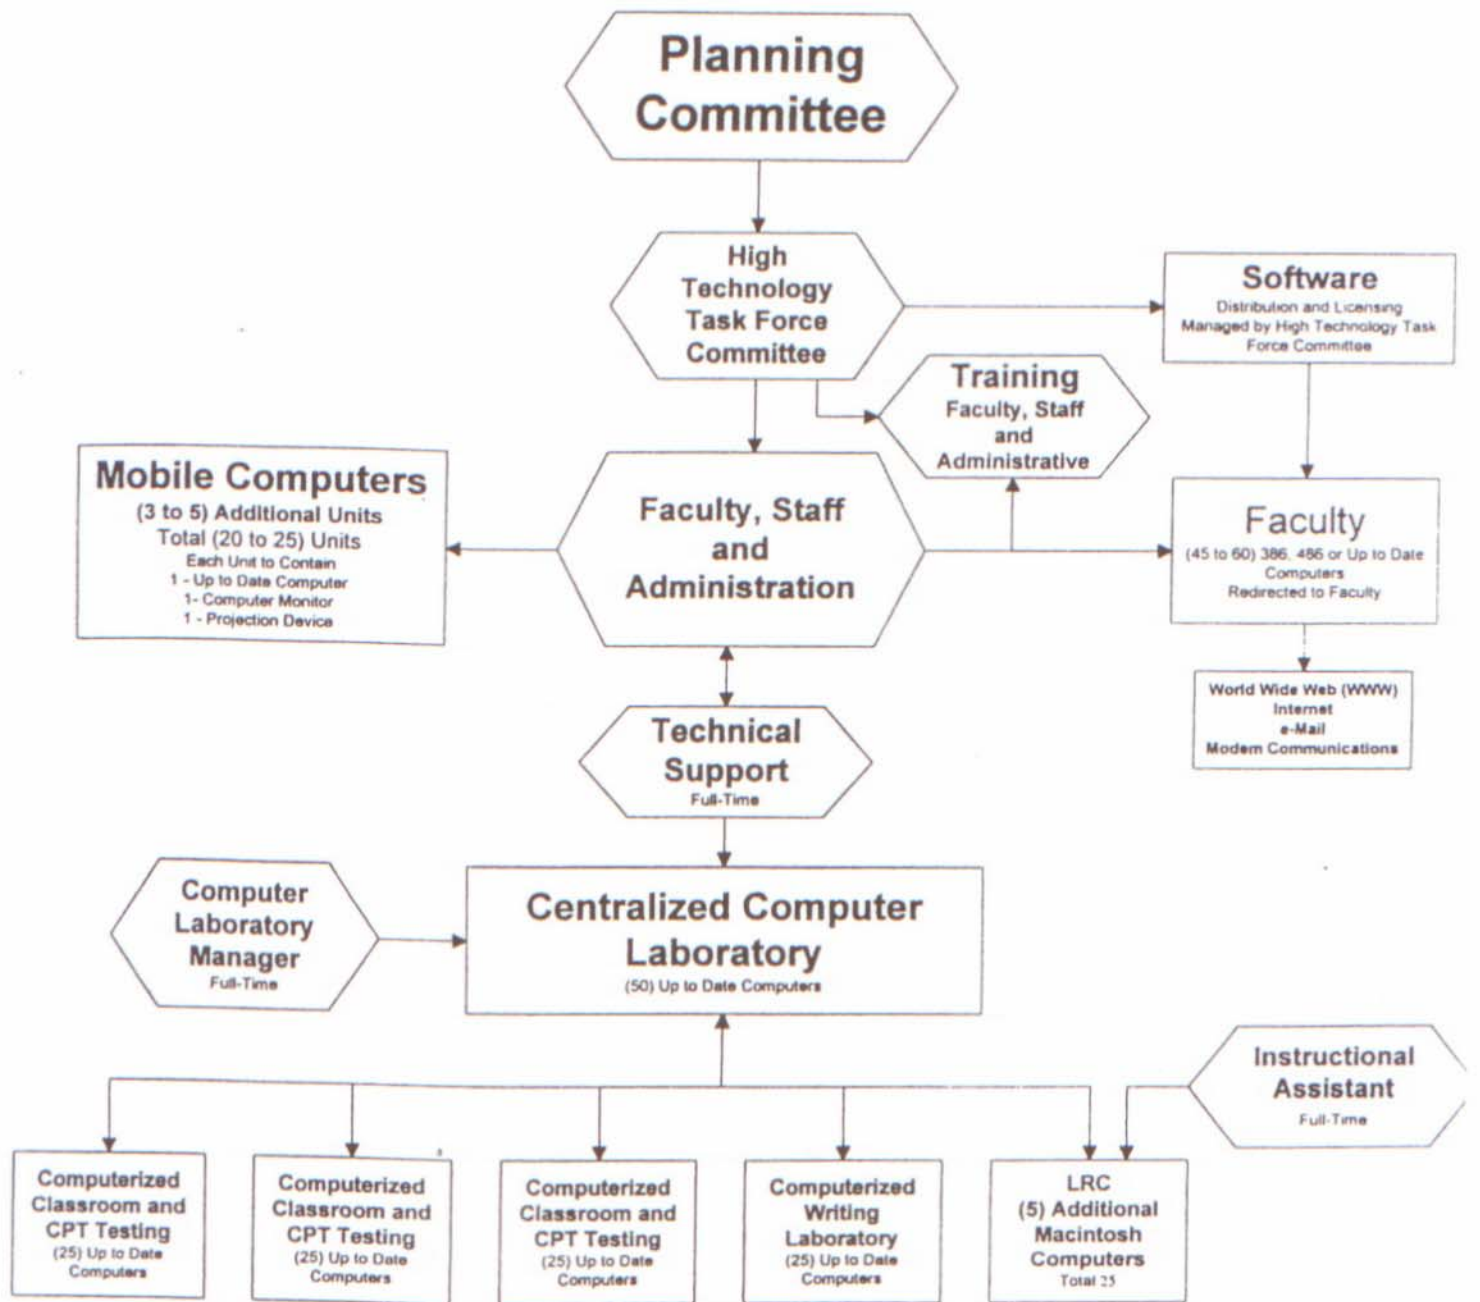 Planning
Committee
High
Technology
Task Force
Committee
Software
Distribution and Licensing
Managed by High Technology Task
Force Committee
Training
Faculty, Staff
and
Administrative
Mobile Computers
(3 to 5) Additional Units
Total (20 to 25) Units
Each Unit to Contain
1 - Up to Date Computer
1- Computer Monitor
1 - Projection Device
Faculty, Staff
and
Administration
Faculty
(45 to 60) 386, 486 or Up to Date
Computers
Redirected to Faculty
World Wide Web (WWW)
Internet
e-Mail
Modem Communications
Technical
Support
Full-Time
Computer
Laboratory
Manager
Full-Time
Centralized Computer
Laboratory
(50) Up to Date Computers
Instructional
Assistant
Full-Time
Computerized
Classroom and
CPT Testing
(25) Up to Date
Computers
Computerized
Classroom and
CPT Testing
(25) Up to Date
Computers
Computerized
Classroom and
CPT Testing
(25) Up to Date
Computers
Computerized
Writing
Laboratory
(25) Up to Date
Computers
LRC
(5) Additional
Macintosh
Computers
Total 25